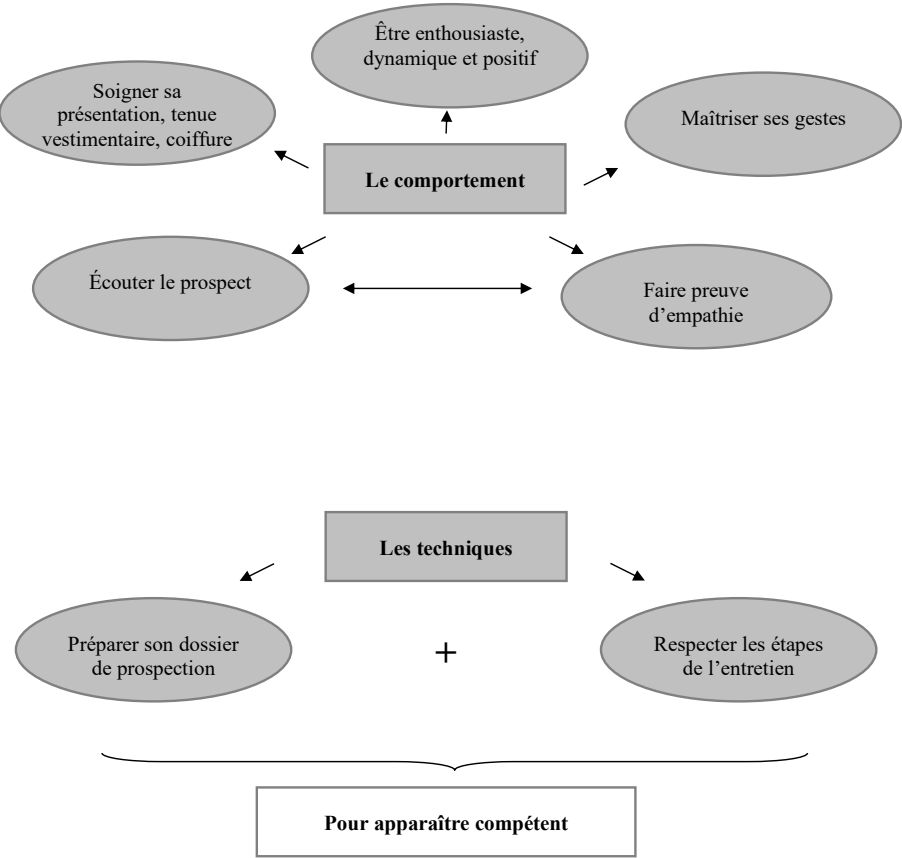 Être enthousiaste,
dynamique et positif
Soigner sa
présentation, tenue
vestimentaire, coiffure
Maîtriser ses gestes
Le comportement
Écouter le prospect
Faire preuve
d’empathie
Les techniques
Préparer son dossier
de prospection
+
Respecter les étapes
de l’entretien
Pour apparaître compétent